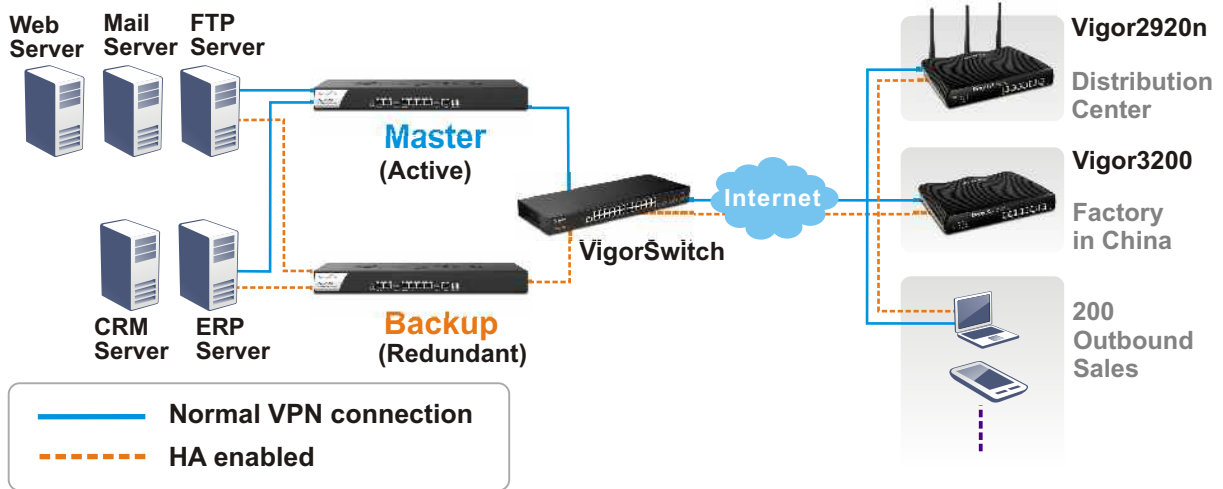 Web
Server
Mail
Server
FTP
Server
Master
(Active)
CRM
Server
ERP
Server
Backup
(Redundant)
VigorSwitch
Internet
Vigor2920n
Distribution
Center
Vigor3200
Factory
in China
200
Outbound
Sales
Normal VPN connection
HA enabled